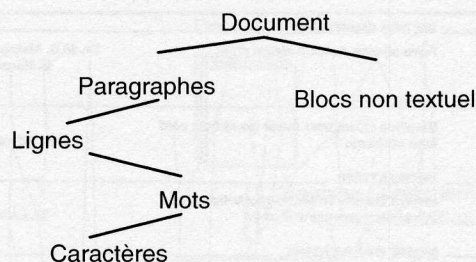 Document
Paragraphes
Blocs non textuel
Lignes
Mots
Caractères